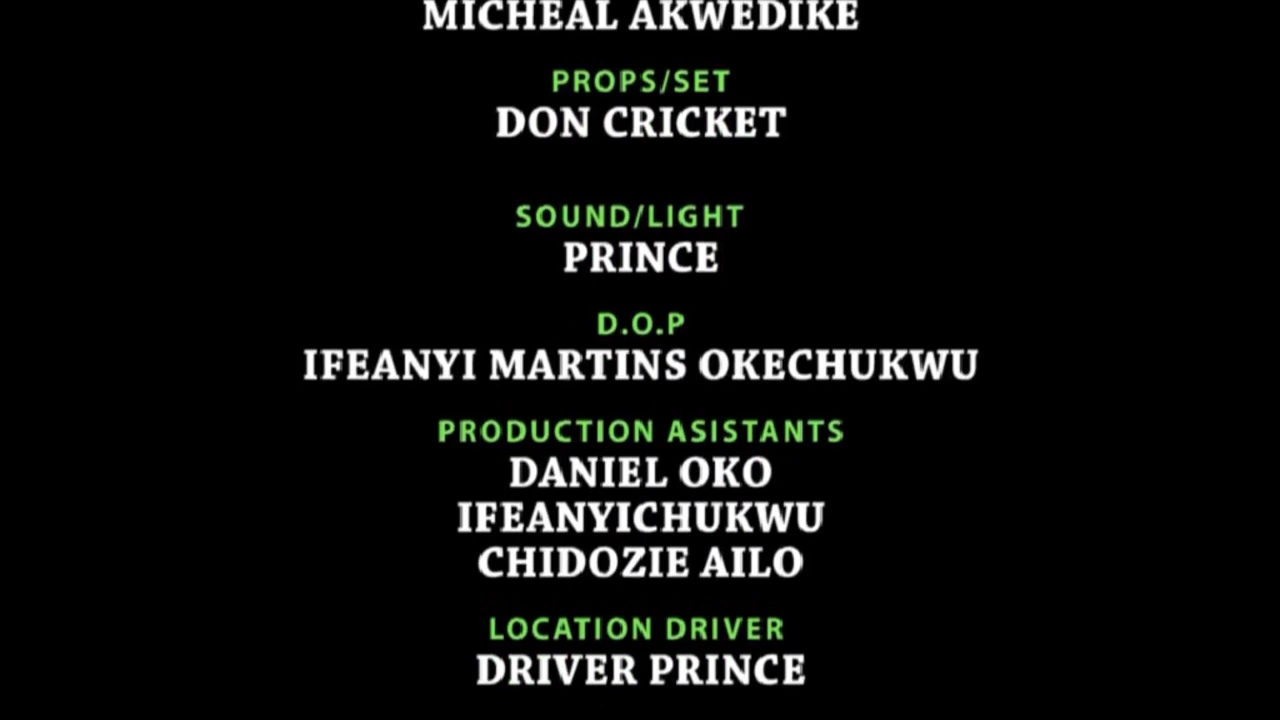 MICHEAL AKWEDIKE
PROPS/SET
DON CRICKET
SOUND/LIGHT
PRINCE
D.O.P
IFEANYI MARTINS OKECHUKWU
PRODUCTION ASISTANTS
DANIEL OKO
IFEANYICHUKWU
CHIDOZIE AILO
LOCATION DRIVER
DRIVER PRINCE